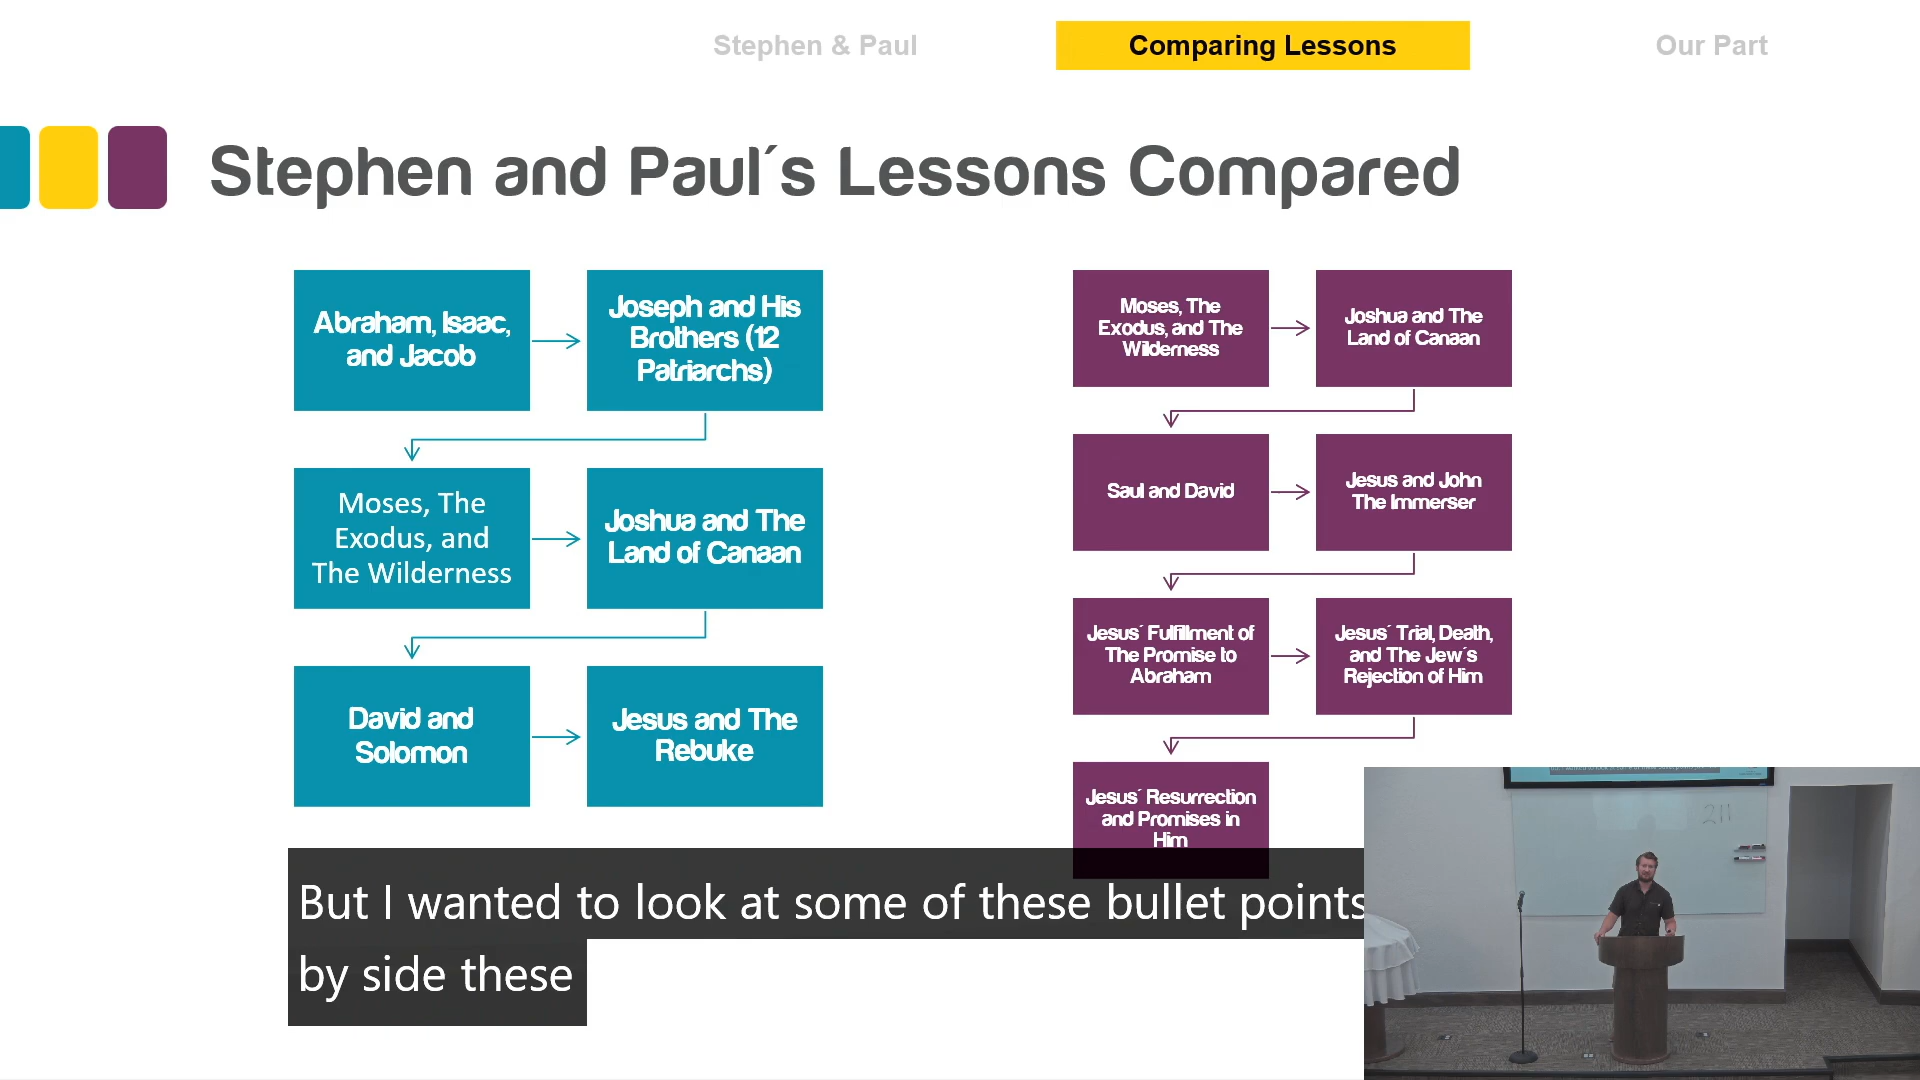 Stephen & Paul
Comparing Lessons
Our Part
Stephen and Paul´s Lessons Compared
Abraham, Isaac,
and Jacob
Joseph and His
Brothers (12
Patriarchs)
Moses, The
Exodus, and
The Wilderness
Joshua and The
Land of Canaan
David and
Solomon
Jesus and The
Rebuke
Moses, The
Exodus, and The
Wilderness
Joshua and The
Land of Canaan
Saul and David
Jesus and John
The Immerser
Jesus´ Fulfillment of
The Promise to
Abraham
Jesus´ Trial, Death,
and The Jew´s
Rejection of Him
Jesus´ Resurrection
and Promises in
Him
But I wanted to look at some of these bullet points
by side these
211